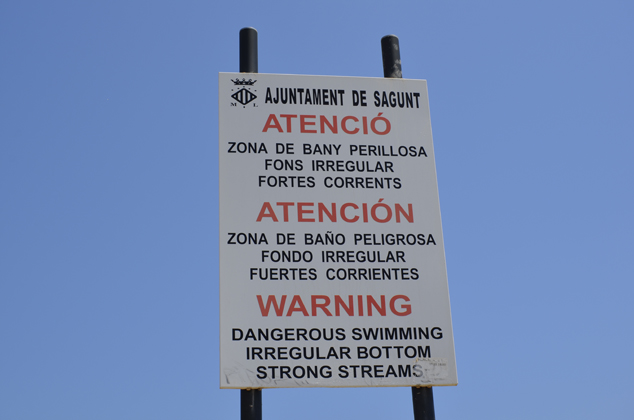 AJUNTAMENT DE SAGUNT
M L
ATENCIÓ
ZONA DE BANY PERILLOSA
FONS IRREGULAR
FORTES CORRENTS
ATENCIÓN
ZONA DE BAÑO PELIGROSA
FONDO IRREGULAR
FUERTES CORRIENTES
WARNING
DANGEROUS SWIMMING
IRREGULAR BOTTOM
STRONG STREAMS